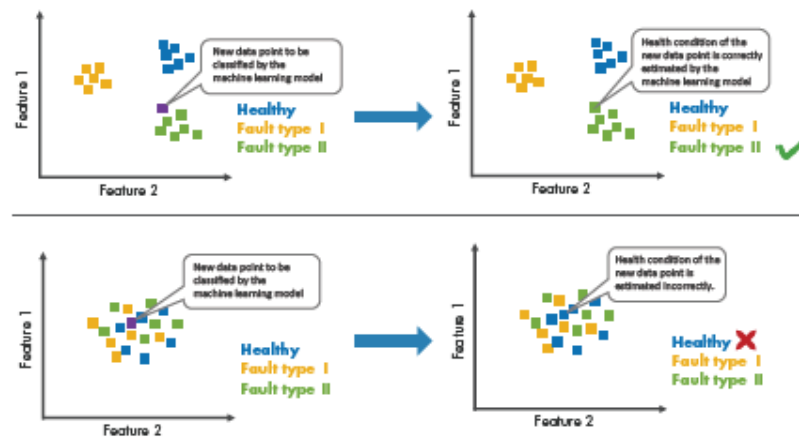 Feature 1
New data point to be
classified by the
machine learning model
Healthy
Fault type I
Fault type II
Feature 2
Feature 1
Health condition of the
new data point is correctly
estimated by the
machine learning model
Healthy
Fault type I
Fault type II
Feature 2
Feature 1
New data point to be
classified by the
machine learning model
Healthy
Fault type I
Fault type II
Feature 2
Feature 1
Health condition of the
new data point is
estimated incorrectly.
Healthy
Fault type I
Fault type II
Feature 2